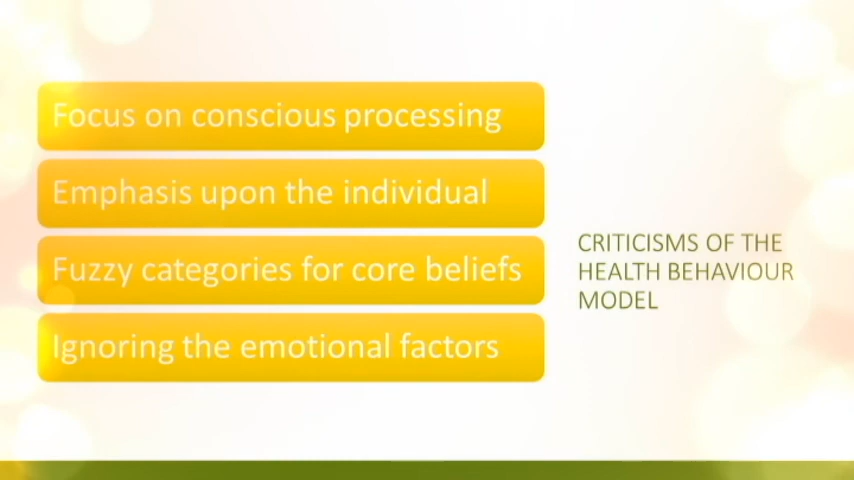 Focus on conscious processing
Emphasis upon the individual
Fuzzy categories for core beliefs
Ignoring the emotional factors
CRITICISMS OF THE
HEALTH BEHAVIOUR
MODEL